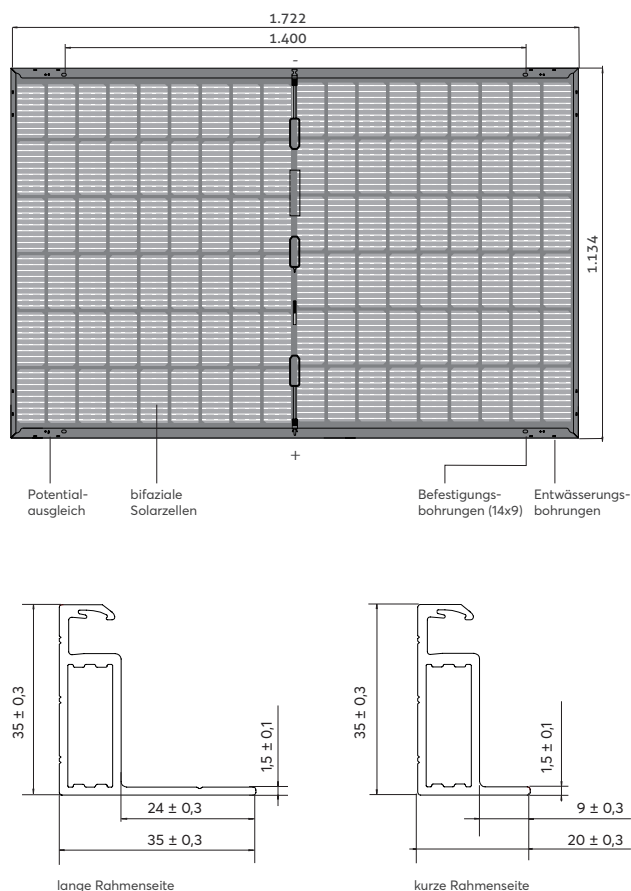 1.722
1.400
-
1.134
+
Potential-
ausgleich
bifaziale
Solarzellen
Befestigungs-
bohrungen (14x9)
Entwässerungs-
bohrungen
35 ± 0,3
1,5 ± 0,1
24 ± 0,3
35 ± 0,3
lange Rahmenseite
35 ± 0,3
1,5 ± 0,1
9 ± 0,3
20 ± 0,3
kurze Rahmenseite